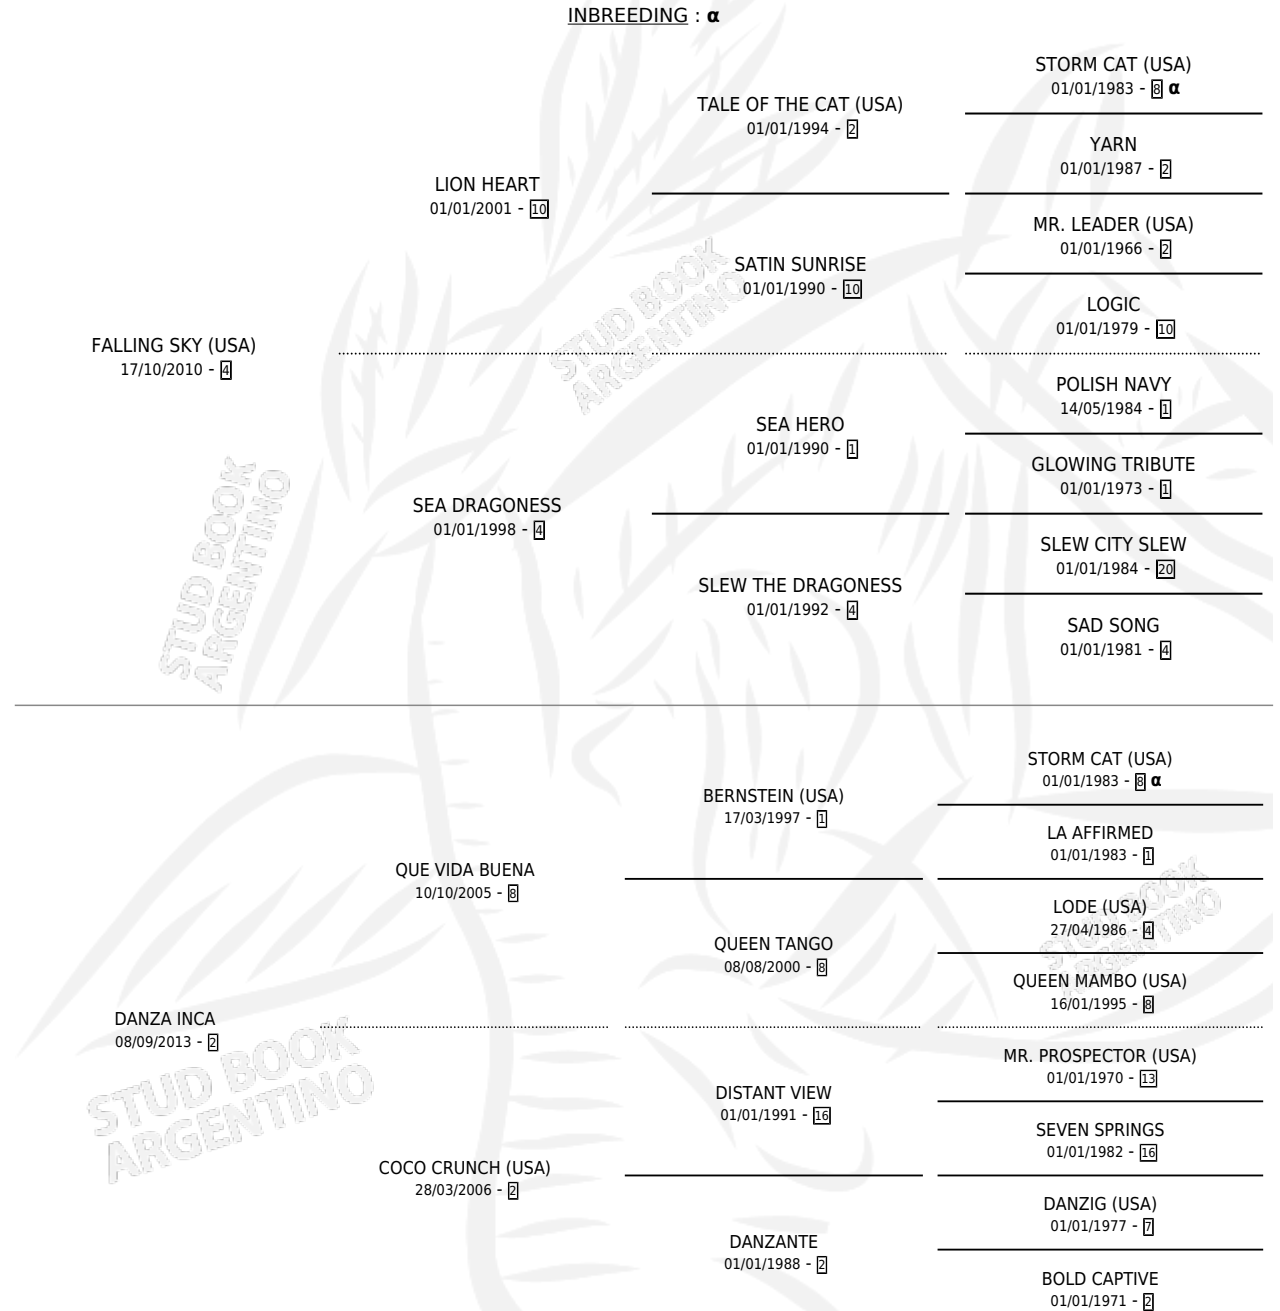 INBREEDING : α
STORM CAT (USA)
01/01/1983 - 8 α
TALE OF THE CAT (USA)
01/01/1994 - 2
YARN
01/01/1987 - 2
LION HEART
01/01/2001 - 10
MR. LEADER (USA)
01/01/1966 - 2
SATIN SUNRISE
01/01/1990 - 10
LOGIC
01/01/1979 - 10
FALLING SKY (USA)
17/10/2010 - 4
POLISH NAVY
14/05/1984 - 1
SEA HERO
01/01/1990 - 1
GLOWING TRIBUTE
01/01/1973 - 1
SEA DRAGONESS
01/01/1998 - 4
SLEW CITY SLEW
01/01/1984 - 20
SLEW THE DRAGONESS
01/01/1992 - 4
SAD SONG
01/01/1981 - 4
STORM CAT (USA)
01/01/1983 - 8 α
BERNSTEIN (USA)
17/03/1997 - 1
LA AFFIRMED
01/01/1983 - 1
QUE VIDA BUENA
10/10/2005 - 8
LODE (USA)
27/04/1986 - 4
QUEEN TANGO
08/08/2000 - 8
QUEEN MAMBO (USA)
16/01/1995 - 8
DANZA INCA
08/09/2013 - 2
MR. PROSPECTOR (USA)
01/01/1970 - 13
DISTANT VIEW
01/01/1991 - 16
SEVEN SPRINGS
01/01/1982 - 16
COCO CRUNCH (USA)
28/03/2006 - 2
DANZIG (USA)
01/01/1977 - 7
DANZANTE
01/01/1988 - 2
BOLD CAPTIVE
01/01/1971 - 2
STUD BOOK
ARGENTINO
STUD BOOK
ARGENTINO
STUD BOOK
ARGENTINO
STUD BOOK
ARGENTINO